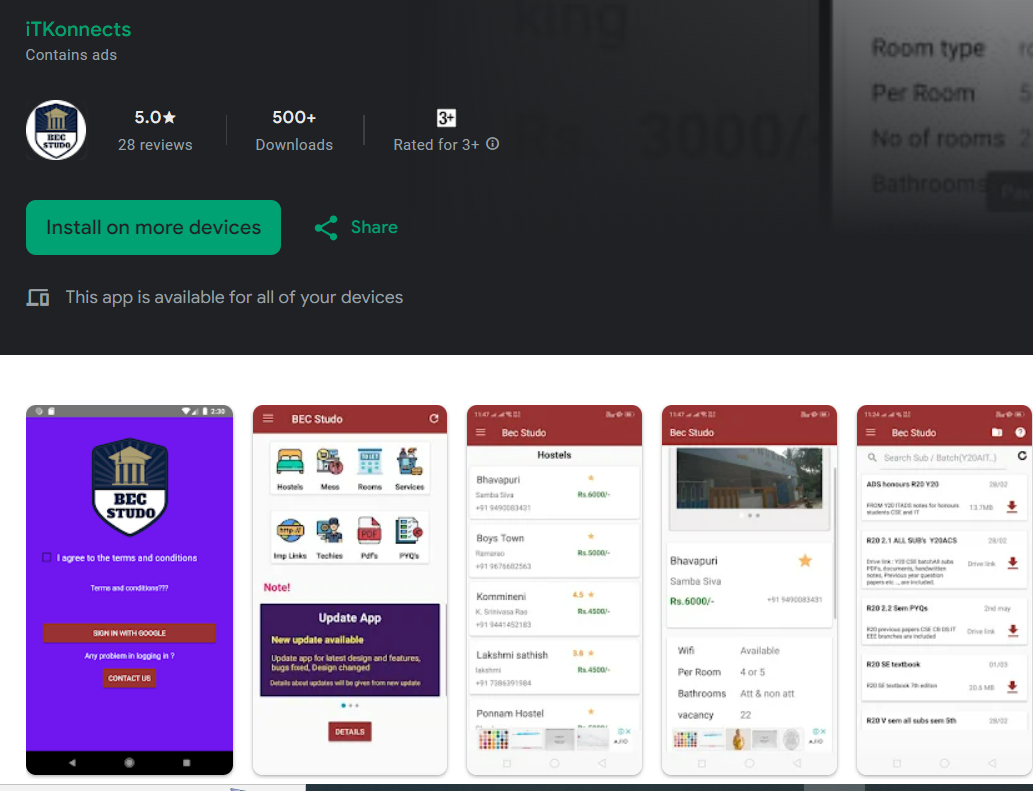 iTKonnects
Contains ads
Room type
Per Room
No of rooms
Bathrooms
3000/-
BEC
STUDO
5.0★
28 reviews
500+
Downloads
3+
Rated for 3+
Install on more devices
Share
This app is available for all of your devices
2:30
BEC
STUDO
I agree to the terms and conditions
Terms and conditions???
SIGN IN WITH GOOGLE
Any problem in logging in ?
CONTACT US
BEC Studo
Hostels Mess Rooms Services
Imp Links Techies Pdf's PYQ's
PDF
Note!
Update App
New update available
Update app for latest design and features,
bugs fixed, Design changed
Details about updates will be given from new update
DETAILS
11:47
Bec Studo
Hostels
Bhavapuri
Samba Siva
Rs.6000/-
+91 9490083431
Boys Town
Ramarao
Rs.5000/-
+91 9676682563
Kommineni
4.5
K. Srinivasa Rao
Rs.4500/-
+91 9441452183
Lakshmi sathish
3.8
lakshmi
Rs.4500/-
+91 7386391984
Ponnam Hostel
AJIO
11:47
Bec Studo
Bhavapuri
Samba Siva
Rs.6000/-
+91 9490083431
Wifi Available
Per Room 4 or 5
Bathrooms Att & non att
vacancy 22
AJIO
11:24
Bec Studo
Search Sub / Batch(Y20AIT..)
ADS honours R20 Y20
28/02
FROM Y20 ITADS notes for honours
students CSE and IT
13.7MB
R20 2.1 ALL SUB's Y20ACS
28/02
Drive link : Y20 CSE batchAll subs
PDFs, documents, handwritten
notes, Previous year question
papers etc..., are included.
Drive link
R20 2.2 Sem PYQs
2nd may
R20 previous papers CSE CB DS IT
EEE branches are included
Drive link
R20 SE textbook
01/03
R20 SE textbook 7th edition
20.6 MB
R20 V sem all subs sem 5th
28/02